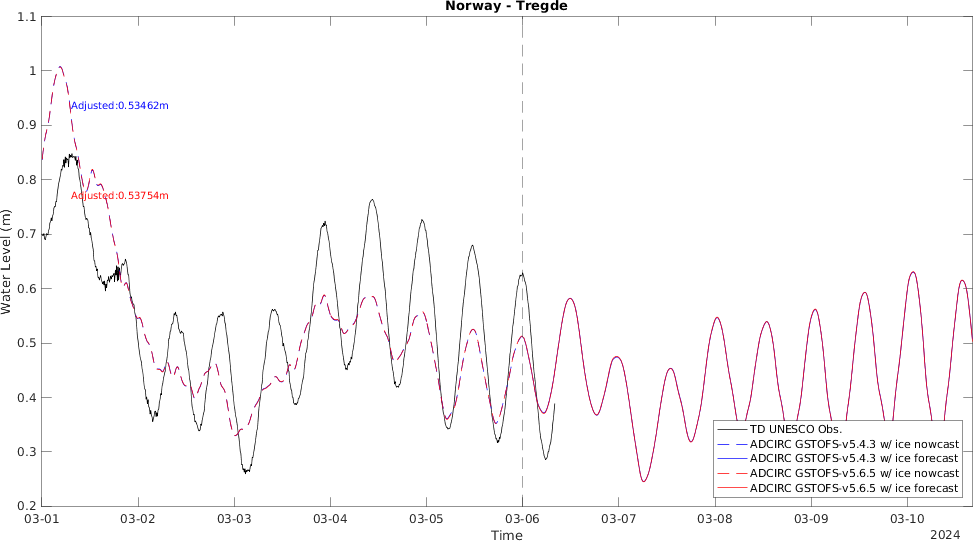 Norway - Tregde
1.1
1
0.9
0.8
0.7
0.6
0.5
0.4
0.3
0.2
Water Level (m)
Adjusted:0.53462m
Adjusted:0.53754m
TD UNESCO Obs.
ADCIRC GSTOFS-v5.4.3 w/ ice nowcast
ADCIRC GSTOFS-v5.4.3 w/ ice forecast
ADCIRC GSTOFS-v5.6.5 w/ ice nowcast
ADCIRC GSTOFS-v5.6.5 w/ ice forecast
03-01 03-02 03-03 03-04 03-05 03-06 03-07 03-08 03-09 03-10
Time
2024